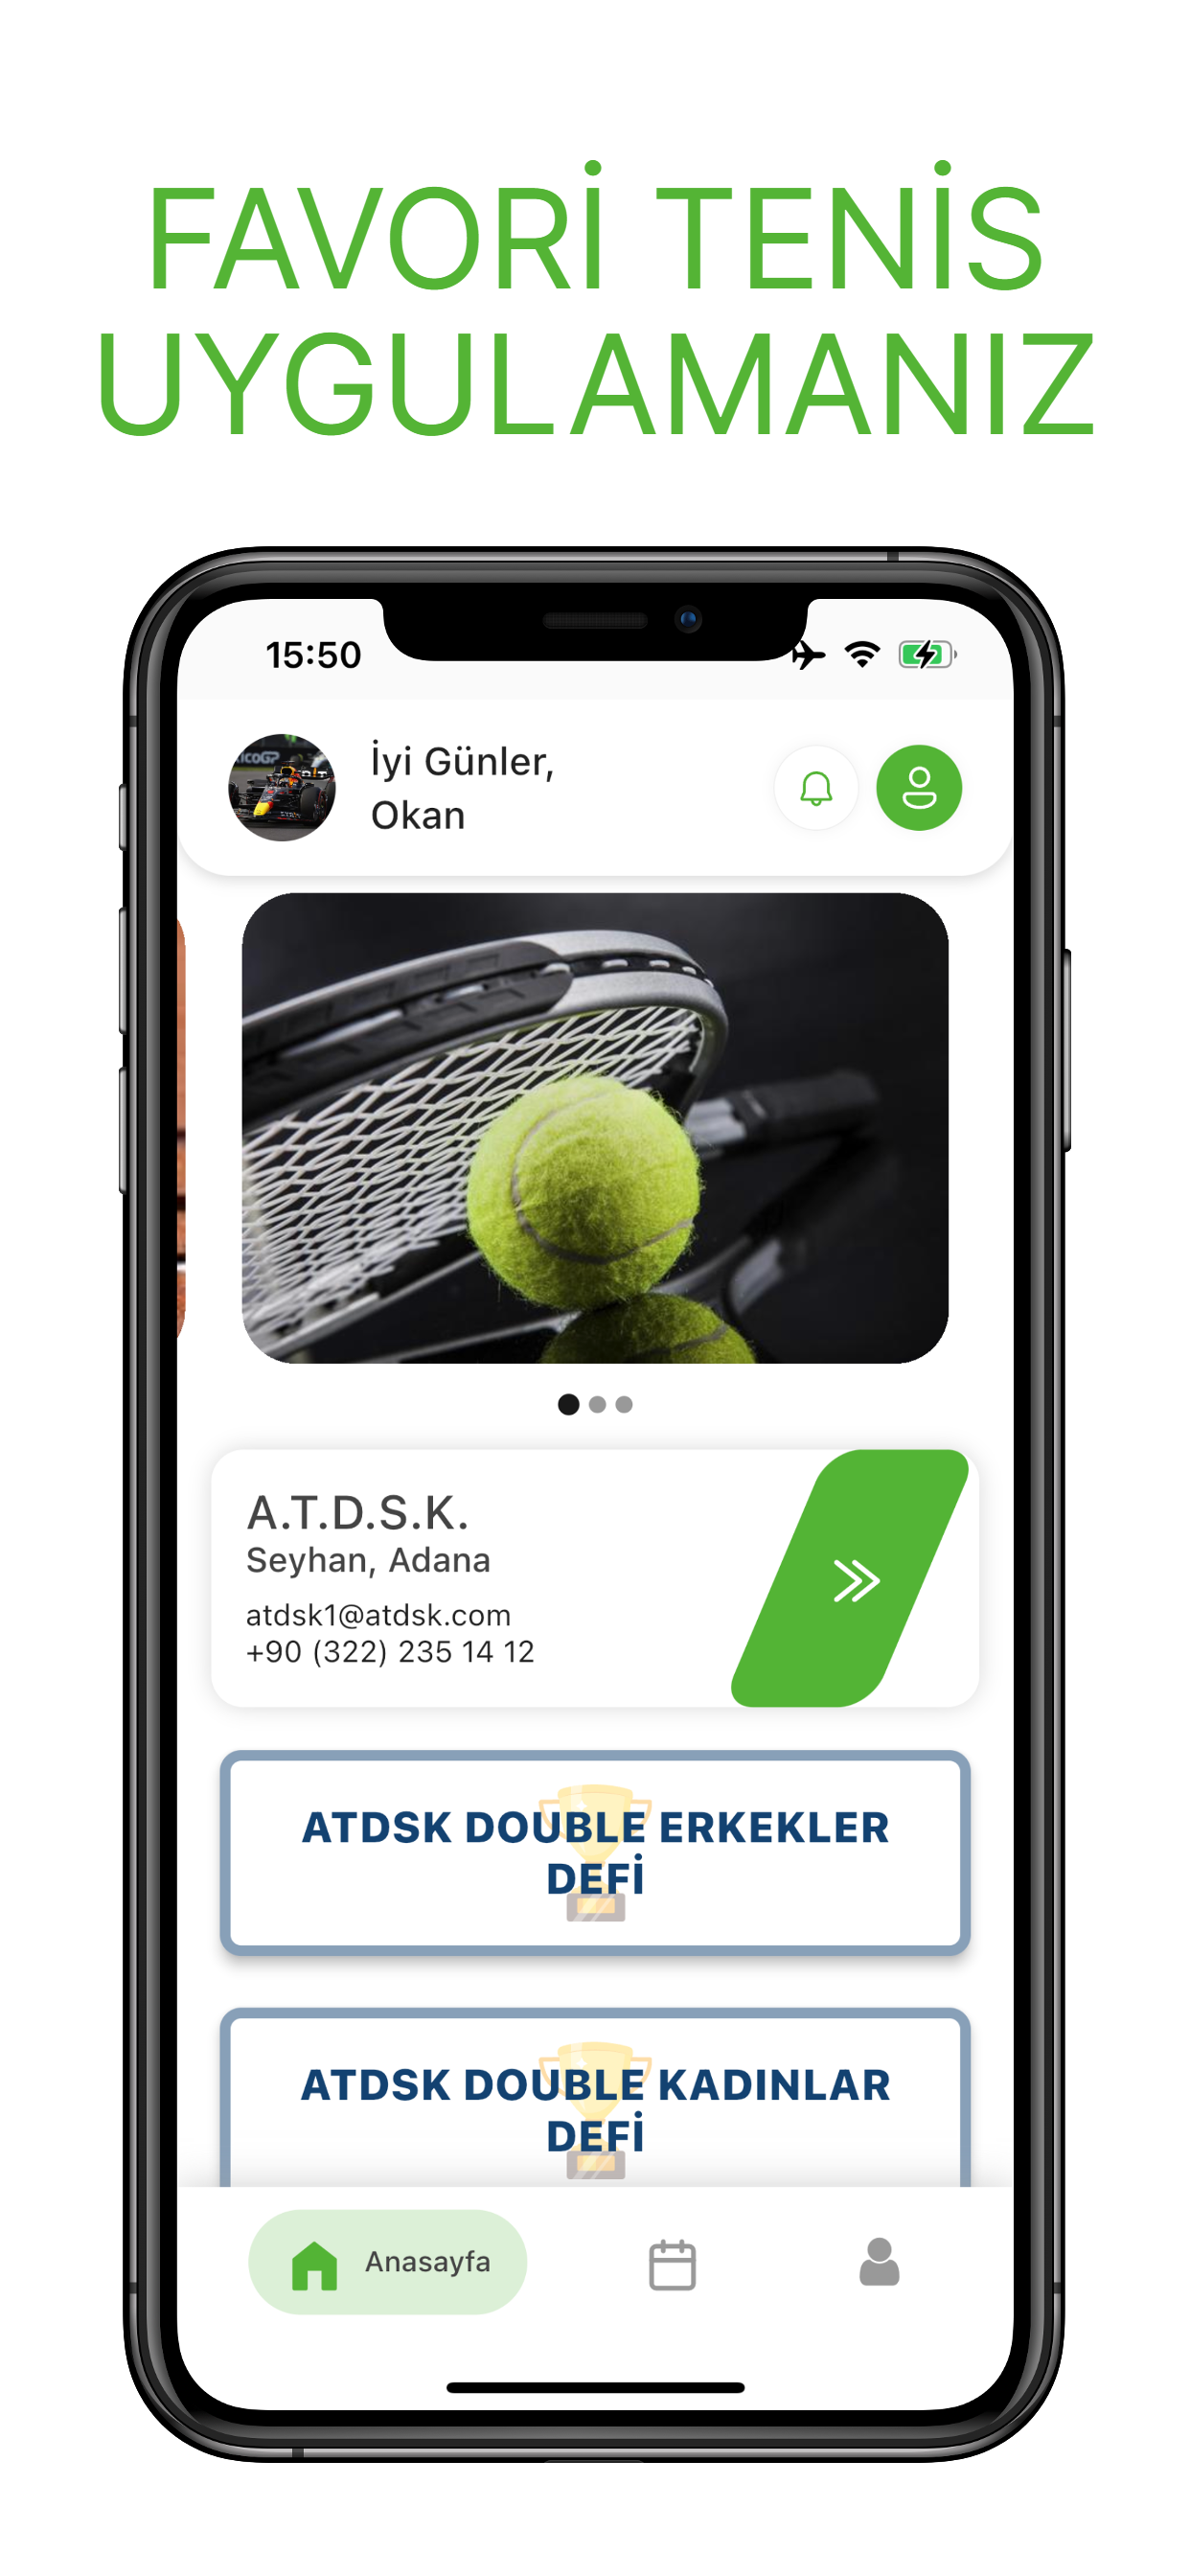 FAVORİ TENİS
UYGULAMANIZ
15:50
İyi Günler,
Okan
A.T.D.S.K.
Seyhan, Adana
atdsk1@atdsk.com
+90 (322) 235 14 12
ATDSK DOUBLE ERKEKLER
DEFİ
ATDSK DOUBLE KADINLAR
DEFİ
Anasayfa